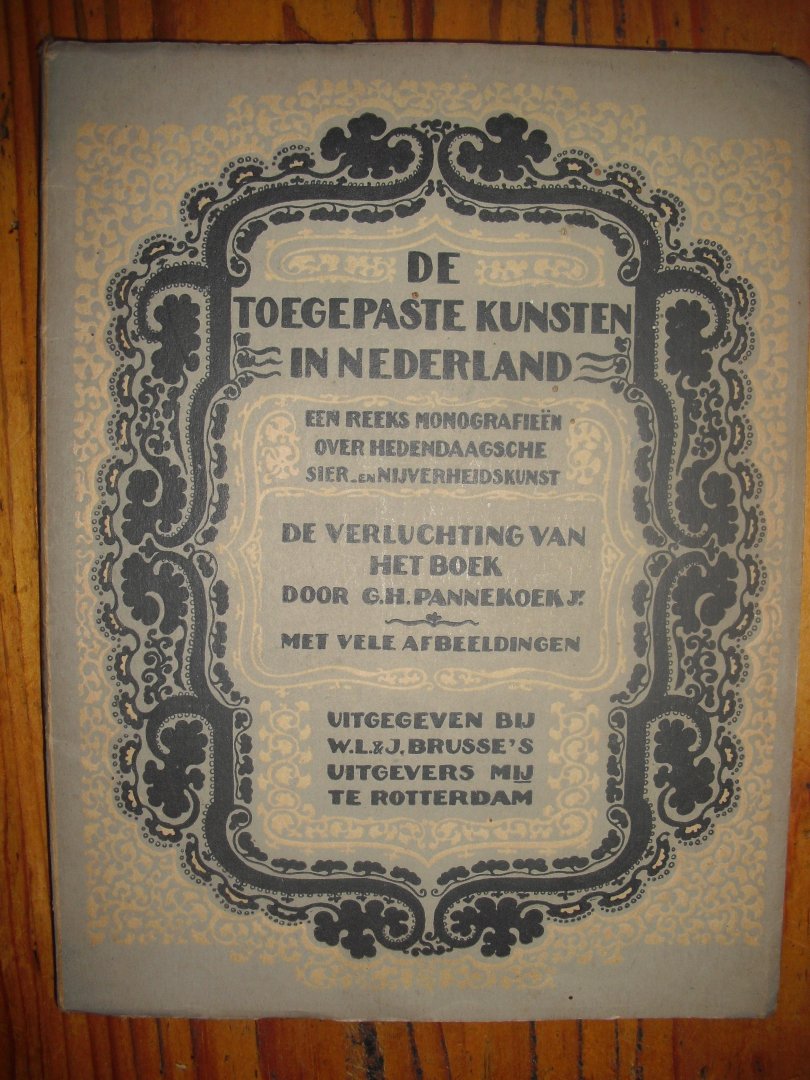 DE
TOEGEPASTE KUNSTEN
IN NEDERLAND
EEN REEKS MONOGRAFIEËN
OVER HEDENDAAGSCHE
SIER-EN NIJVERHEIDSKUNST
DE VERLUCHTING VAN
HET BOEK
DOOR G.H. PANNEKOEK Jr.
MET VELE AFBEELDINGEN
UITGEGEVEN BIJ
W.L.&J. BRUSSE'S
UITGEVERS MIJ
TE ROTTERDAM